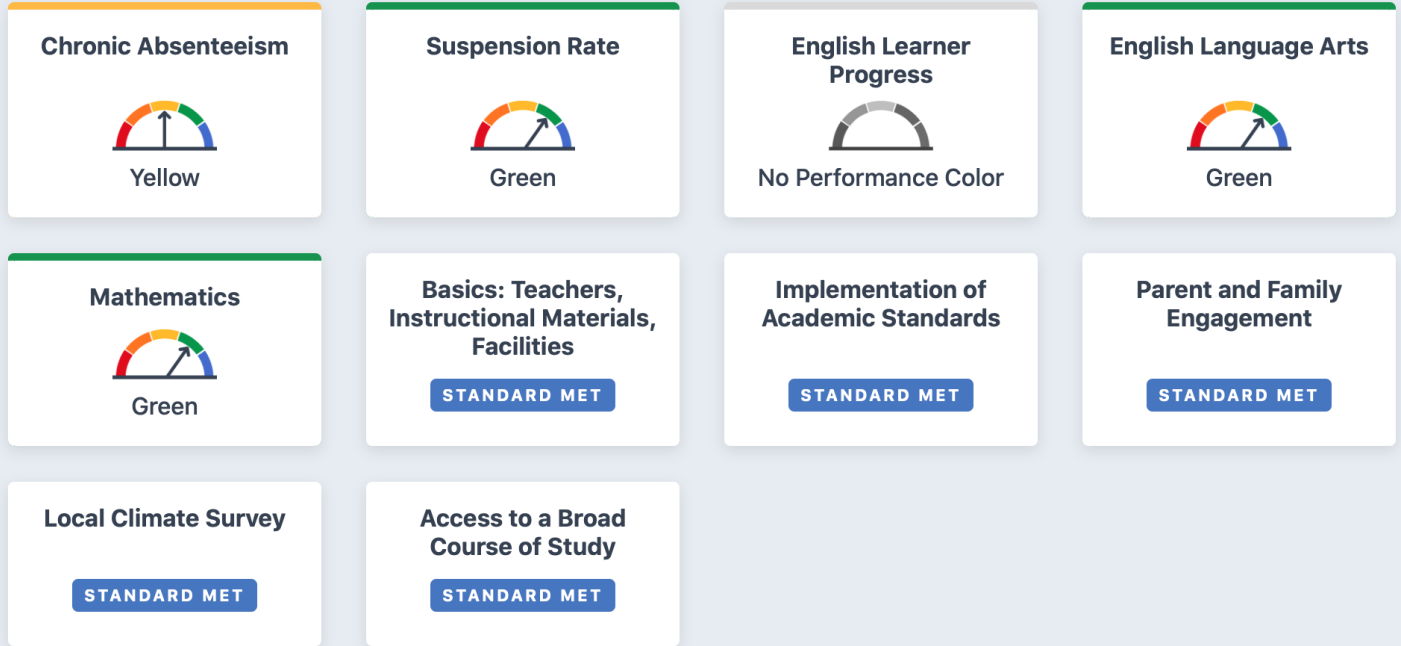 Chronic Absenteeism
Yellow
Suspension Rate
Green
English Learner
Progress
No Performance Color
English Language Arts
Green
Mathematics
Green
Basics: Teachers,
Instructional Materials,
Facilities
STANDARD MET
Implementation of
Academic Standards
STANDARD MET
Parent and Family
Engagement
STANDARD MET
Local Climate Survey
STANDARD MET
Access to a Broad
Course of Study
STANDARD MET